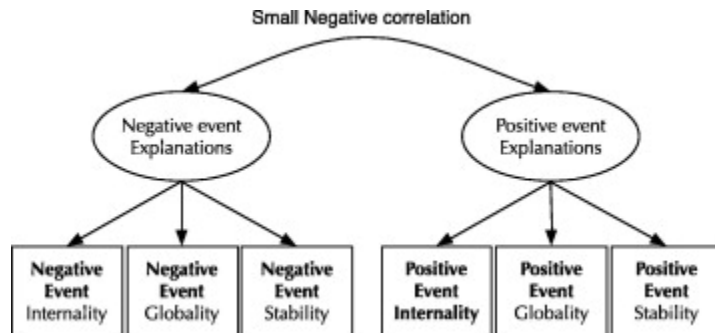 Small Negative correlation
Negative event
Explanations
Positive event
Explanations
Negative
Event
Internality
Negative
Event
Globality
Negative
Event
Stability
Positive
Event
Internality
Positive
Event
Globality
Positive
Event
Stability